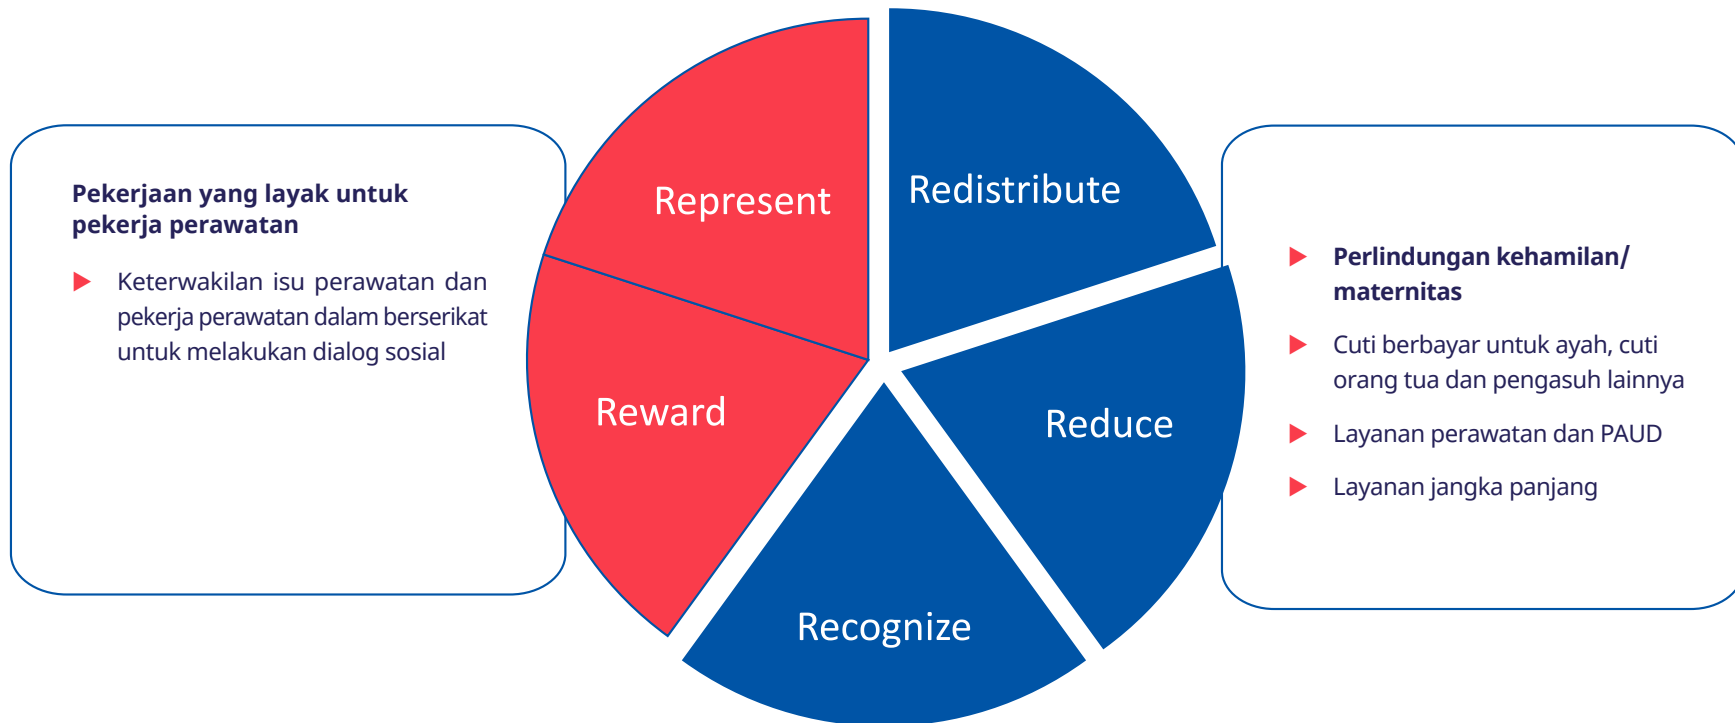 Pekerjaan yang layak untuk
pekerja perawatan
Keterwakilan isu perawatan dan
pekerja perawatan dalam berserikat
untuk melakukan dialog sosial
Represent
Reward
Redistribute
Reduce
Recognize
Perlindungan kehamilan/
maternitas
Cuti berbayar untuk ayah, cuti
orang tua dan pengasuh lainnya
Layanan perawatan dan PAUD
Layanan jangka panjang